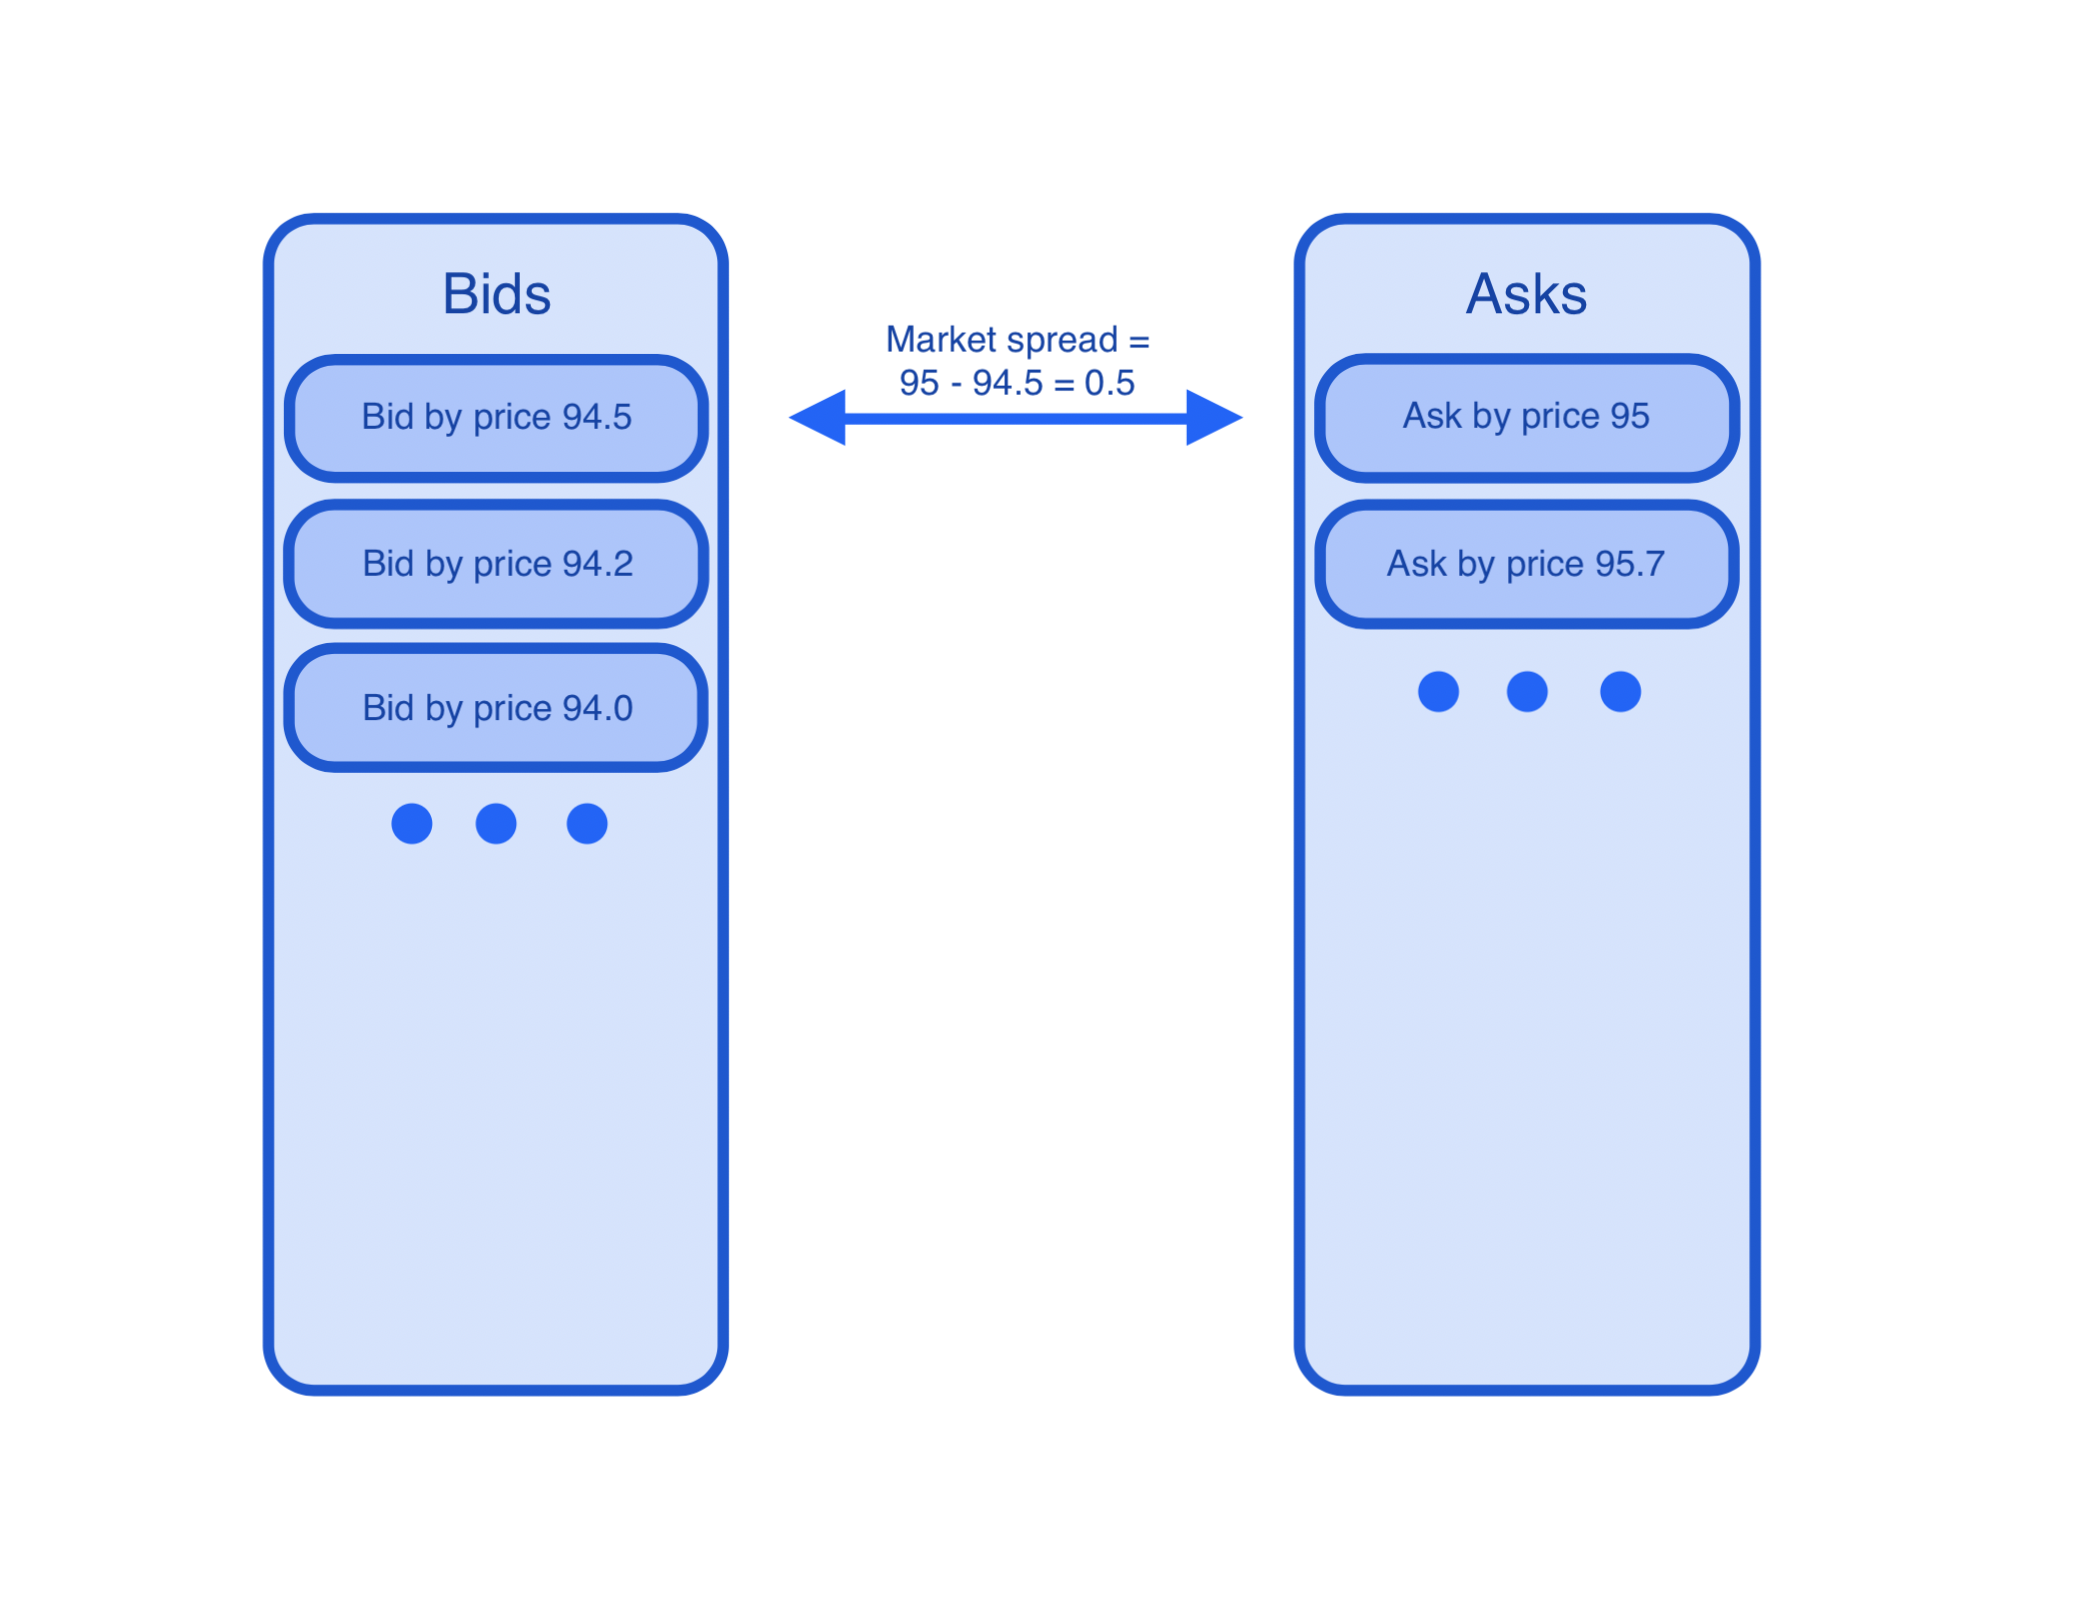 Bids
Bid by price 94.5
Bid by price 94.2
Bid by price 94.0
Market spread =
95 - 94.5 = 0.5
Asks
Ask by price 95
Ask by price 95.7